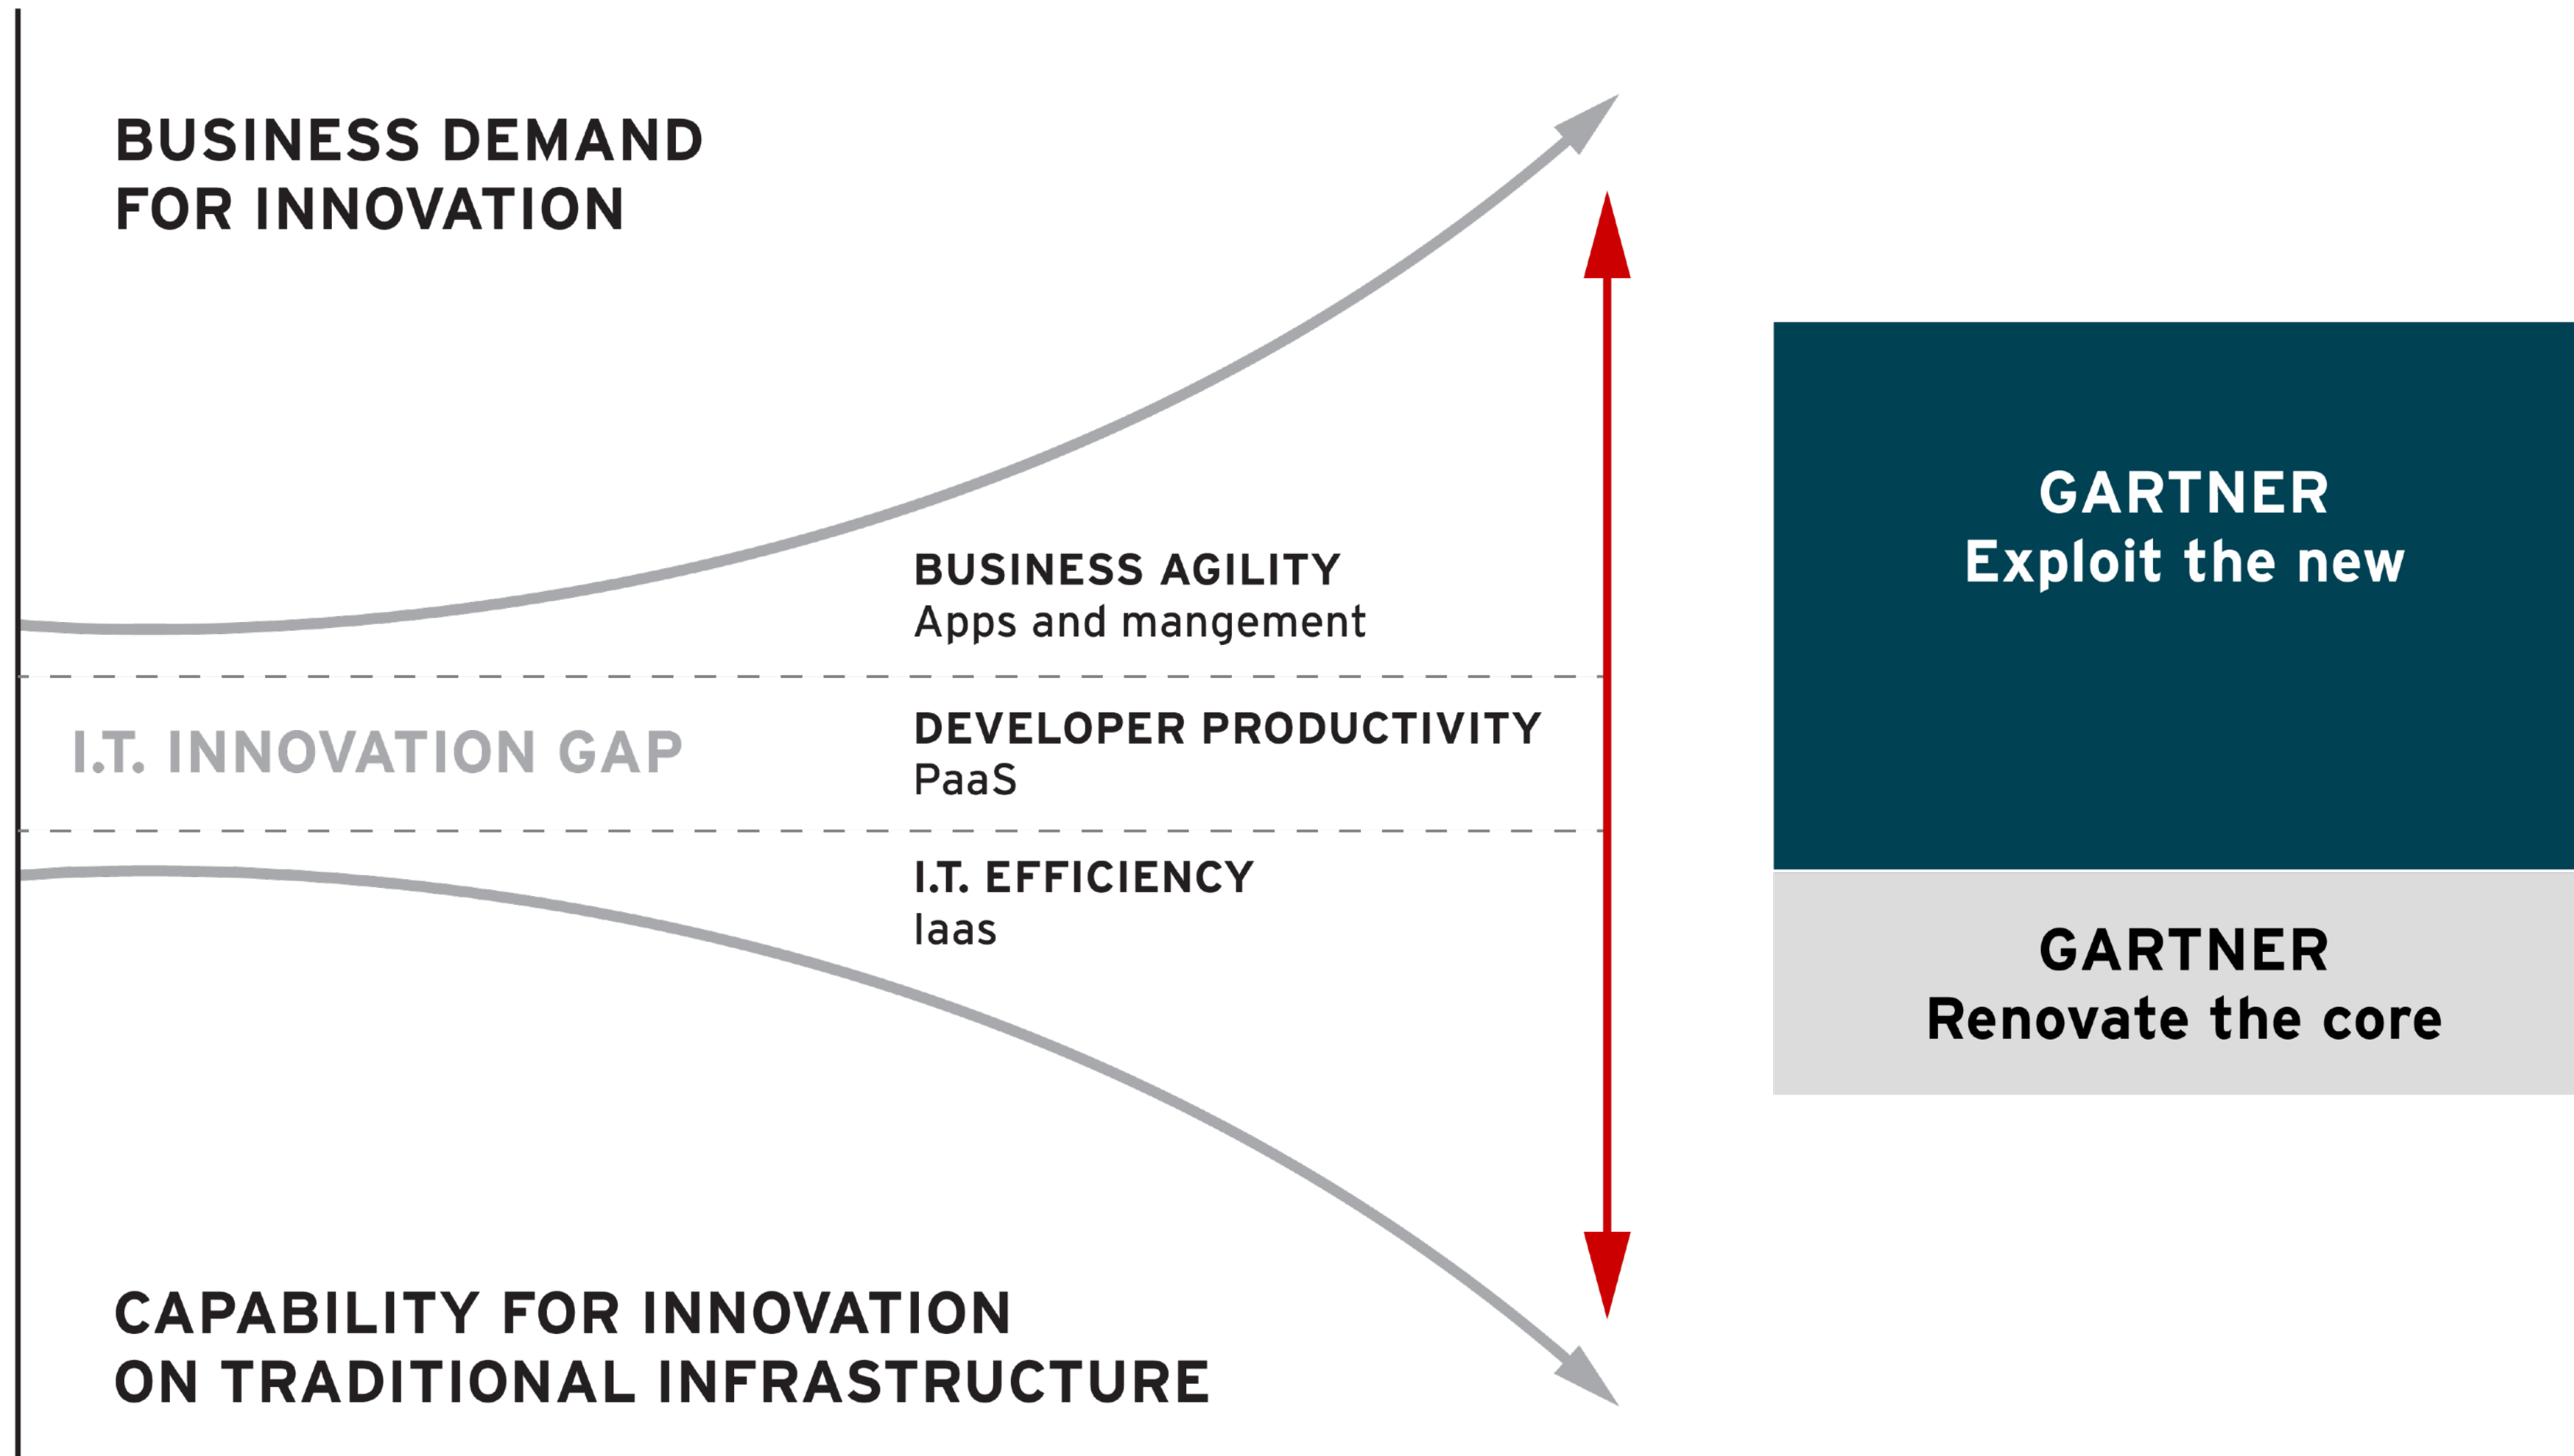 BUSINESS DEMAND
FOR INNOVATION
BUSINESS AGILITY
Apps and mangement
I.T. INNOVATION GAP
DEVELOPER PRODUCTIVITY
PaaS
I.T. EFFICIENCY
Iaas
CAPABILITY FOR INNOVATION
ON TRADITIONAL INFRASTRUCTURE
GARTNER
Exploit the new
GARTNER
Renovate the core